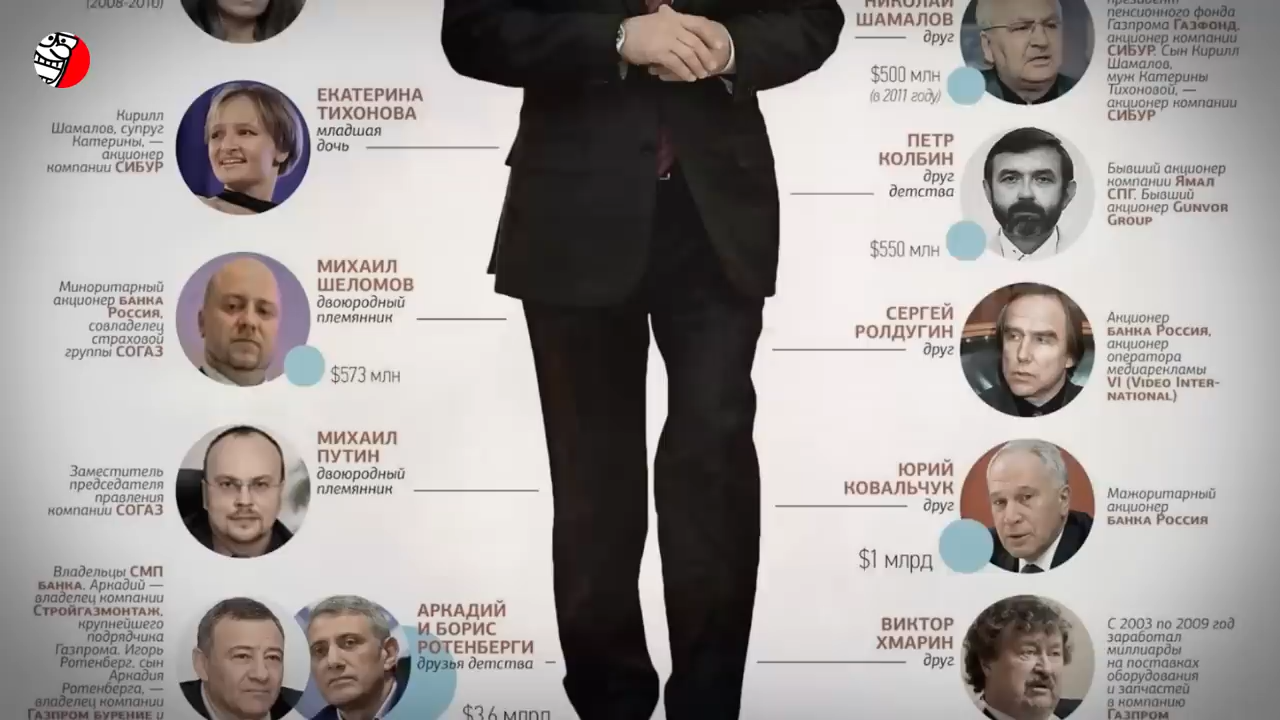 (2008-2010)
Кирилл
Шамалов, супруг
Катерины, —
акционер
компании СИБУР
ЕКАТЕРИНА
ТИХОНОВА
младшая
дочь
Миноритарный
акционер БАНКА
РОССИЯ,
совладелец
страховой
группы СОГАЗ
МИХАИЛ
ШЕЛОМОВ
двоюродный
племянник
$573 млн
Заместитель
председателя
правления
компании СОГАЗ
МИХАИЛ
ПУТИН
двоюродный
племянник
Владельцы СМП
БАНКА. Аркадий —
владелец компании
СТРОЙГАЗМОНТАЖ,
крупнейшего
подрядчика
Газпрома. Игорь
Ротенберг, сын
Аркадия
Ротенберга, —
владелец компании
ГАЗПРОМ БУРЕНИЕ и
АРКАДИЙ
И БОРИС
РОТЕНБЕРГИ
друзья детства
$3,6 млрд
НИКОЛАЙ
ШАМАЛОВ
друг
$500 млн
(в 2011 году)
президент
пенсионного фонда
Газпрома ГАЗФОНД,
акционер компании
СИБУР. Сын Кирилл
Шамалов,
муж Катерины
Тихоновой, —
акционер компании
СИБУР
ПЕТР
КОЛБИН
друг
детства
$550 млн
Бывший акционер
компании ЯМАЛ
СПГ. Бывший
акционер GUNVOR
GROUP
СЕРГЕЙ
РОЛДУГИН
друг
Акционер
БАНКА РОССИЯ,
акционер
оператора
медиарекламы
VI (VIDEO INTER-
NATIONAL)
ЮРИЙ
КОВАЛЬЧУК
друг
$1 млрд
Мажоритарный
акционер
БАНКА РОССИЯ
ВИКТОР
ХМАРИН
друг
С 2003 по 2009 год
заработал
миллиарды
на поставках
оборудования
и запчастей
в компанию
ГАЗПРОМ